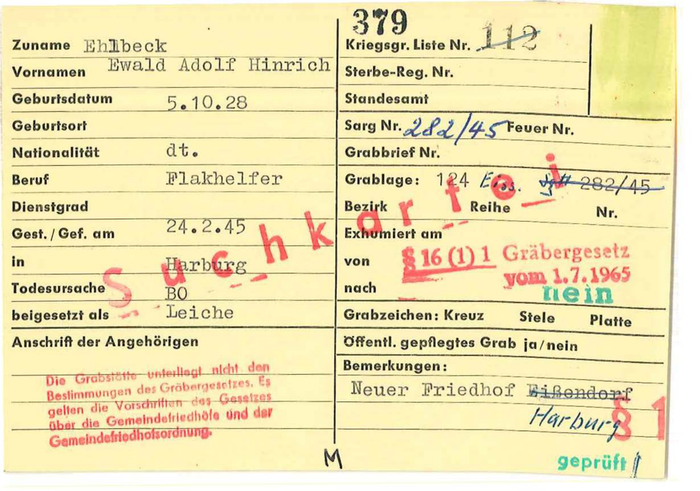 379
Zuname Ehlbeck
Kriegsgr. Liste Nr. 112
Vornamen Ewald Adolf Hinrich
Sterbe-Reg. Nr.
Geburtsdatum 5.10.28
Standesamt
Geburtsort
Sarg Nr. 282/45 Feuer Nr.
Nationalität dt.
Grabbrief Nr.
Beruf Flakhelfer
Grablage: 124 282/45
Dienstgrad
Bezirk Reihe Nr.
Gest./Gef. am 24.2.45
Exhumiert am
in Harburg
von § 16 (1) 1 Gräbergesetz
vom 1.7.1965
Todesursache BO
nach nein
beigesetzt als Leiche
Grabzeichen: Kreuz Stele Platte
Suchkartei
Anschrift der Angehörigen
Öffentl. gepflegtes Grab ja/nein
Bemerkungen:
Neuer Friedhof Eißendorf
Harburg
§ 1
Die Grabstätte unterliegt nicht den
Bestimmungen des Gräbergesetzes. Es
gelten die Vorschriften des Gesetzes
über die Gemeindefriedhöfe und der
Gemeindefriedhofsordnung.
M
geprüft